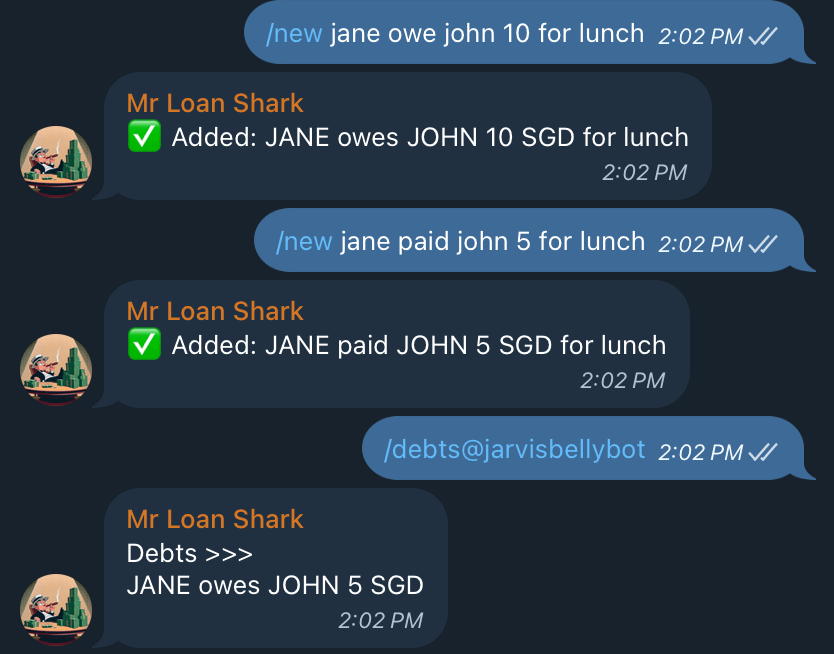 /new jane owe john 10 for lunch 2:02 PM
Mr Loan Shark
✅ Added: JANE owes JOHN 10 SGD for lunch
2:02 PM
/new jane paid john 5 for lunch 2:02 PM
Mr Loan Shark
✅ Added: JANE paid JOHN 5 SGD for lunch
2:02 PM
/debts@jarvisbellybot 2:02 PM
Mr Loan Shark
Debts >>>
JANE owes JOHN 5 SGD
2:02 PM